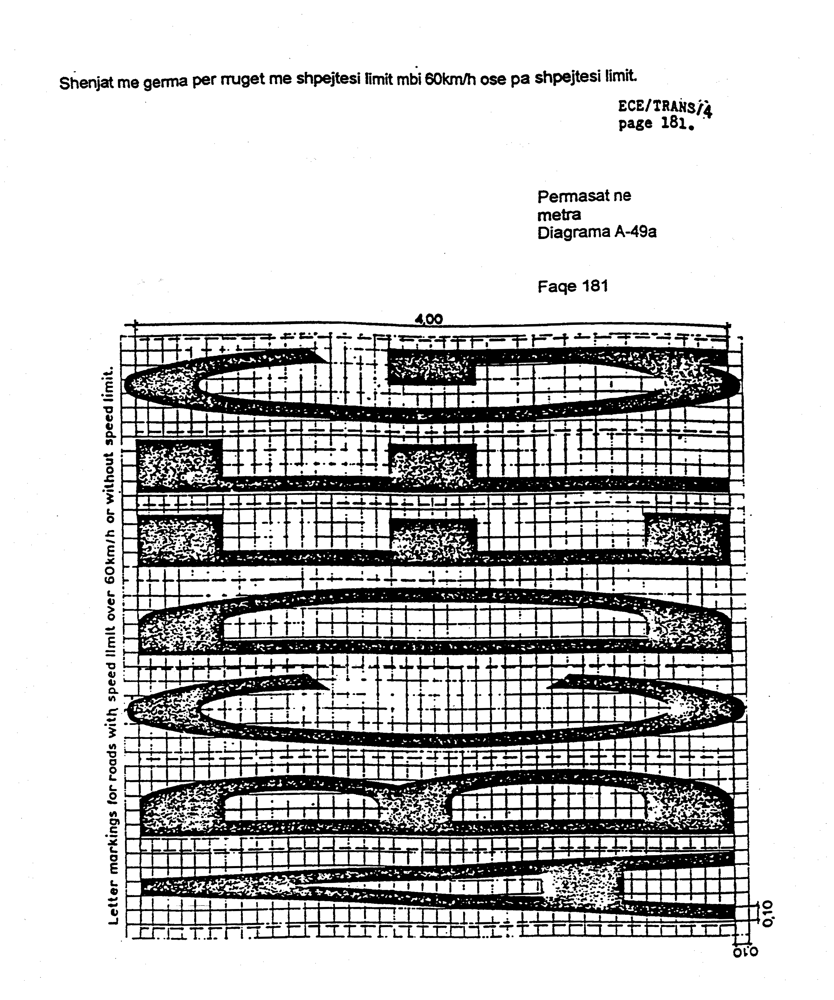 Shenjat me germa per rruget me shpejtesi limit mbi 60km/h ose pa shpejtesi limit.
ECE/TRANS/4
page 181.
Permasat ne
metra
Diagrama A-49a
Faqe 181
4,00
Letter markings for roads with speed limit over 60km/h or without speed limit.
A B C D E F G
0,10
0,10